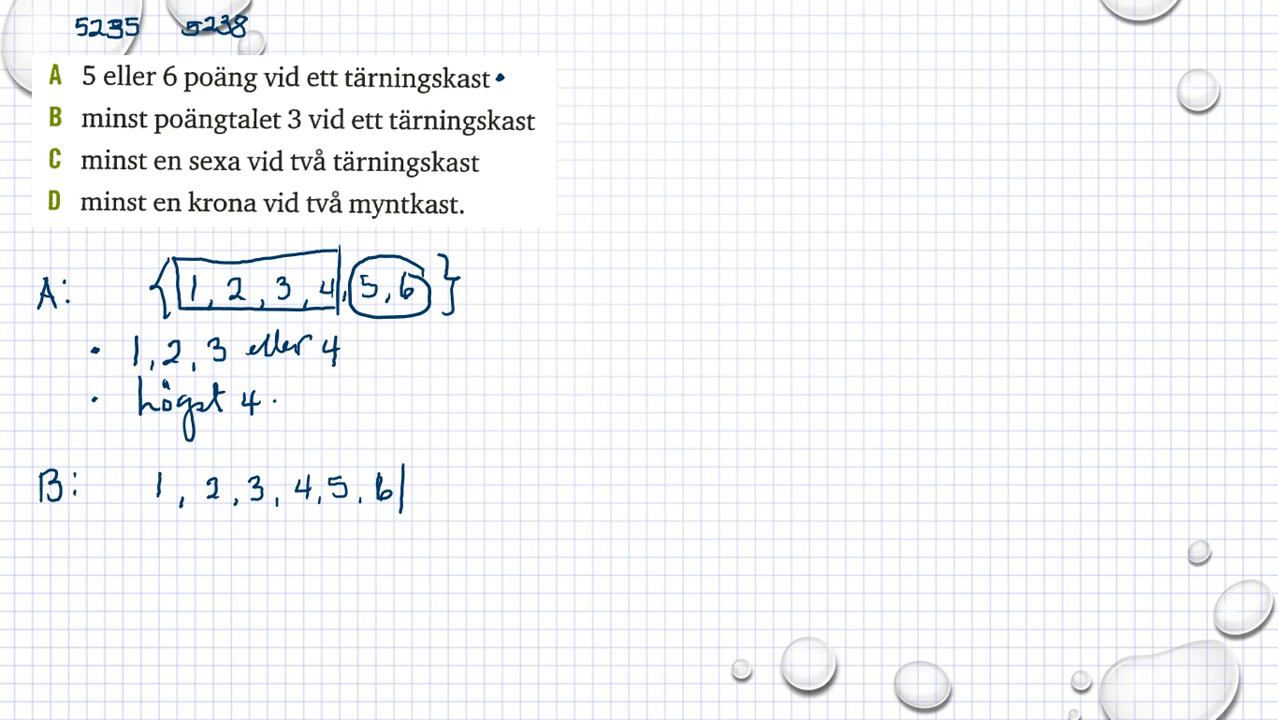 5235 5238
A 5 eller 6 poäng vid ett tärningskast
B minst poängtalet 3 vid ett tärningskast
C minst en sexa vid två tärningskast
D minst en krona vid två myntkast.
A: {1, 2, 3, 4, 5, 6}
• 1, 2, 3 eller 4
• högst 4.
B: 1, 2, 3, 4, 5, 6